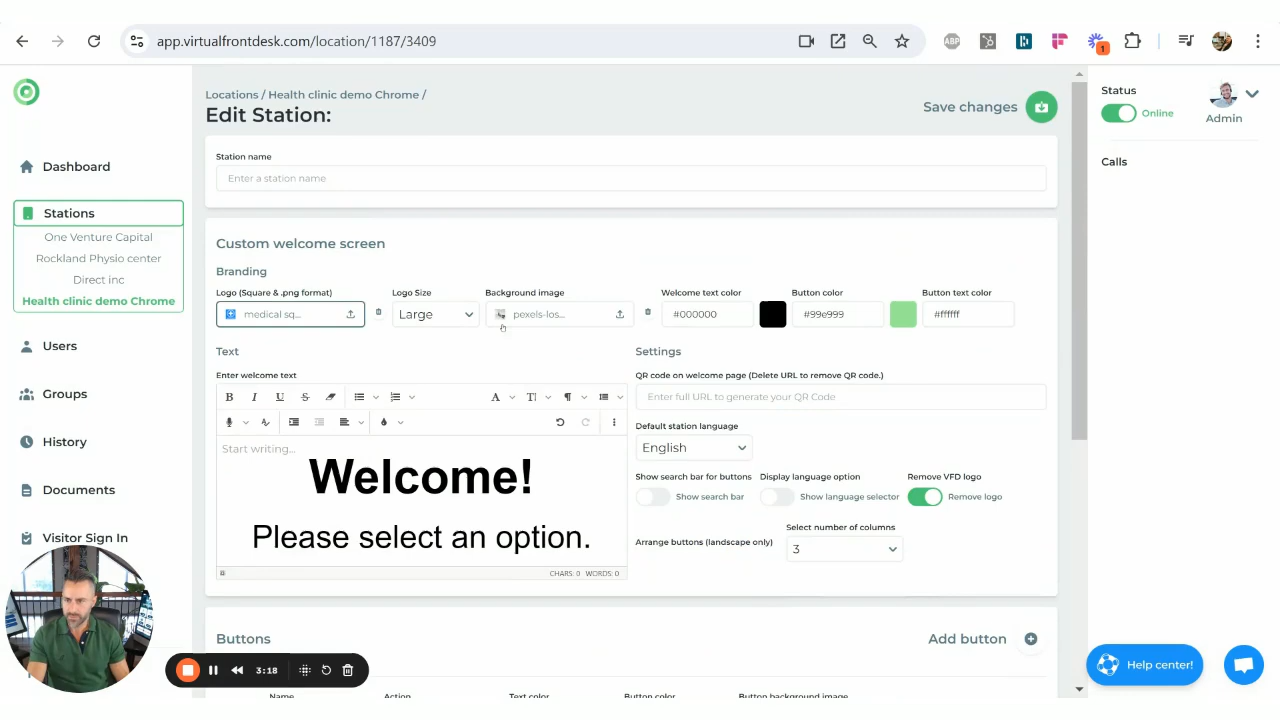 app.virtualfrontdesk.com/location/1187/3409
ABP
1
Locations / Health clinic demo Chrome /
Edit Station:
Save changes
Status
Online
Admin
Calls
Dashboard
Stations
One Venture Capital
Rockland Physio center
Direct inc
Health clinic demo Chrome
Users
Groups
History
Documents
Visitor Sign In
Station name
Enter a station name
Custom welcome screen
Branding
Logo (Square & .png format)
Logo Size
Background image
Welcome text color
Button color
Button text color
medical sq...
Large
pexels-los...
#000000
#99e999
#ffffff
Text
Enter welcome text
Start writing...
Welcome!
Please select an option.
CHARS: 0 WORDS: 0
Settings
QR code on welcome page (Delete URL to remove QR code.)
Enter full URL to generate your QR Code
Default station language
English
Show search bar for buttons
Display language option
Remove VFD logo
Show search bar
Show language selector
Remove logo
Arrange buttons (landscape only)
Select number of columns
3
Buttons
Add button
Name
Action
Text color
Button color
Button background image
3:18
Help center!